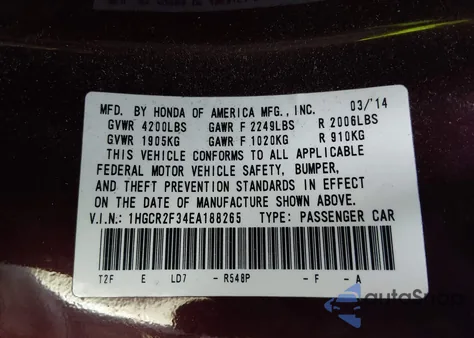 MFD. BY HONDA OF AMERICA MFG., INC. 03/'14
GVWR 4200LBS GAWR F 2249LBS R 2006LBS
GVWR 1905KG GAWR F 1020KG R 910KG
THIS VEHICLE CONFORMS TO ALL APPLICABLE
FEDERAL MOTOR VEHICLE SAFETY, BUMPER,
AND THEFT PREVENTION STANDARDS IN EFFECT
ON THE DATE OF MANUFACTURE SHOWN ABOVE.
V.I.N.: 1HGCR2F34EA188265 TYPE: PASSENGER CAR
T2F E LD7 - R548P - F - A
autoSnap